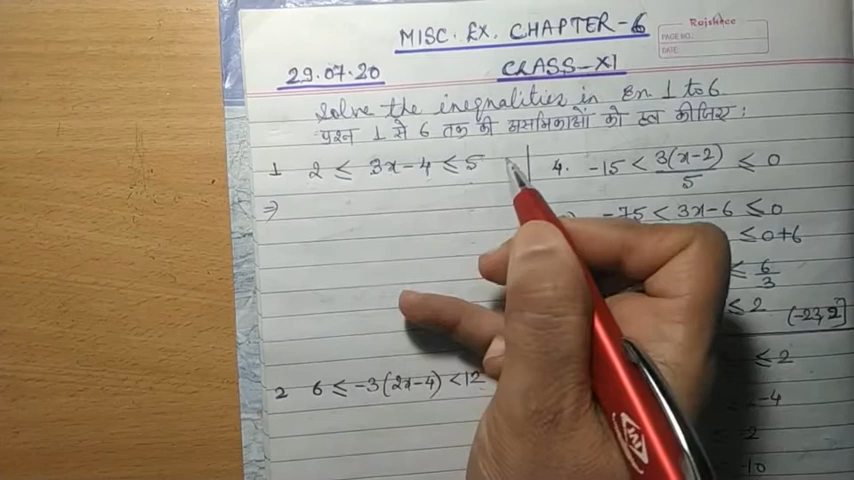 MISC. EX. CHAPTER-6
Rajshree
PAGE NO.
DATE
29.07.20
CLASS-XI
Solve the inequalities in En 1 to 6
प्रश्न 1 से 6 तक की असमिकाओं को हल कीजिए:
1 2 ≤ 3x-4 ≤ 5
⇒
2 6 ≤ -3(2x-4) < 12
4. -15 < 3(x-2)/5 ≤ 0
-75 < 3x-6 ≤ 0
≤ 0+6
≤ 6/3
≤ 2 (-23, 2]
≤ 2
-4
2
-10